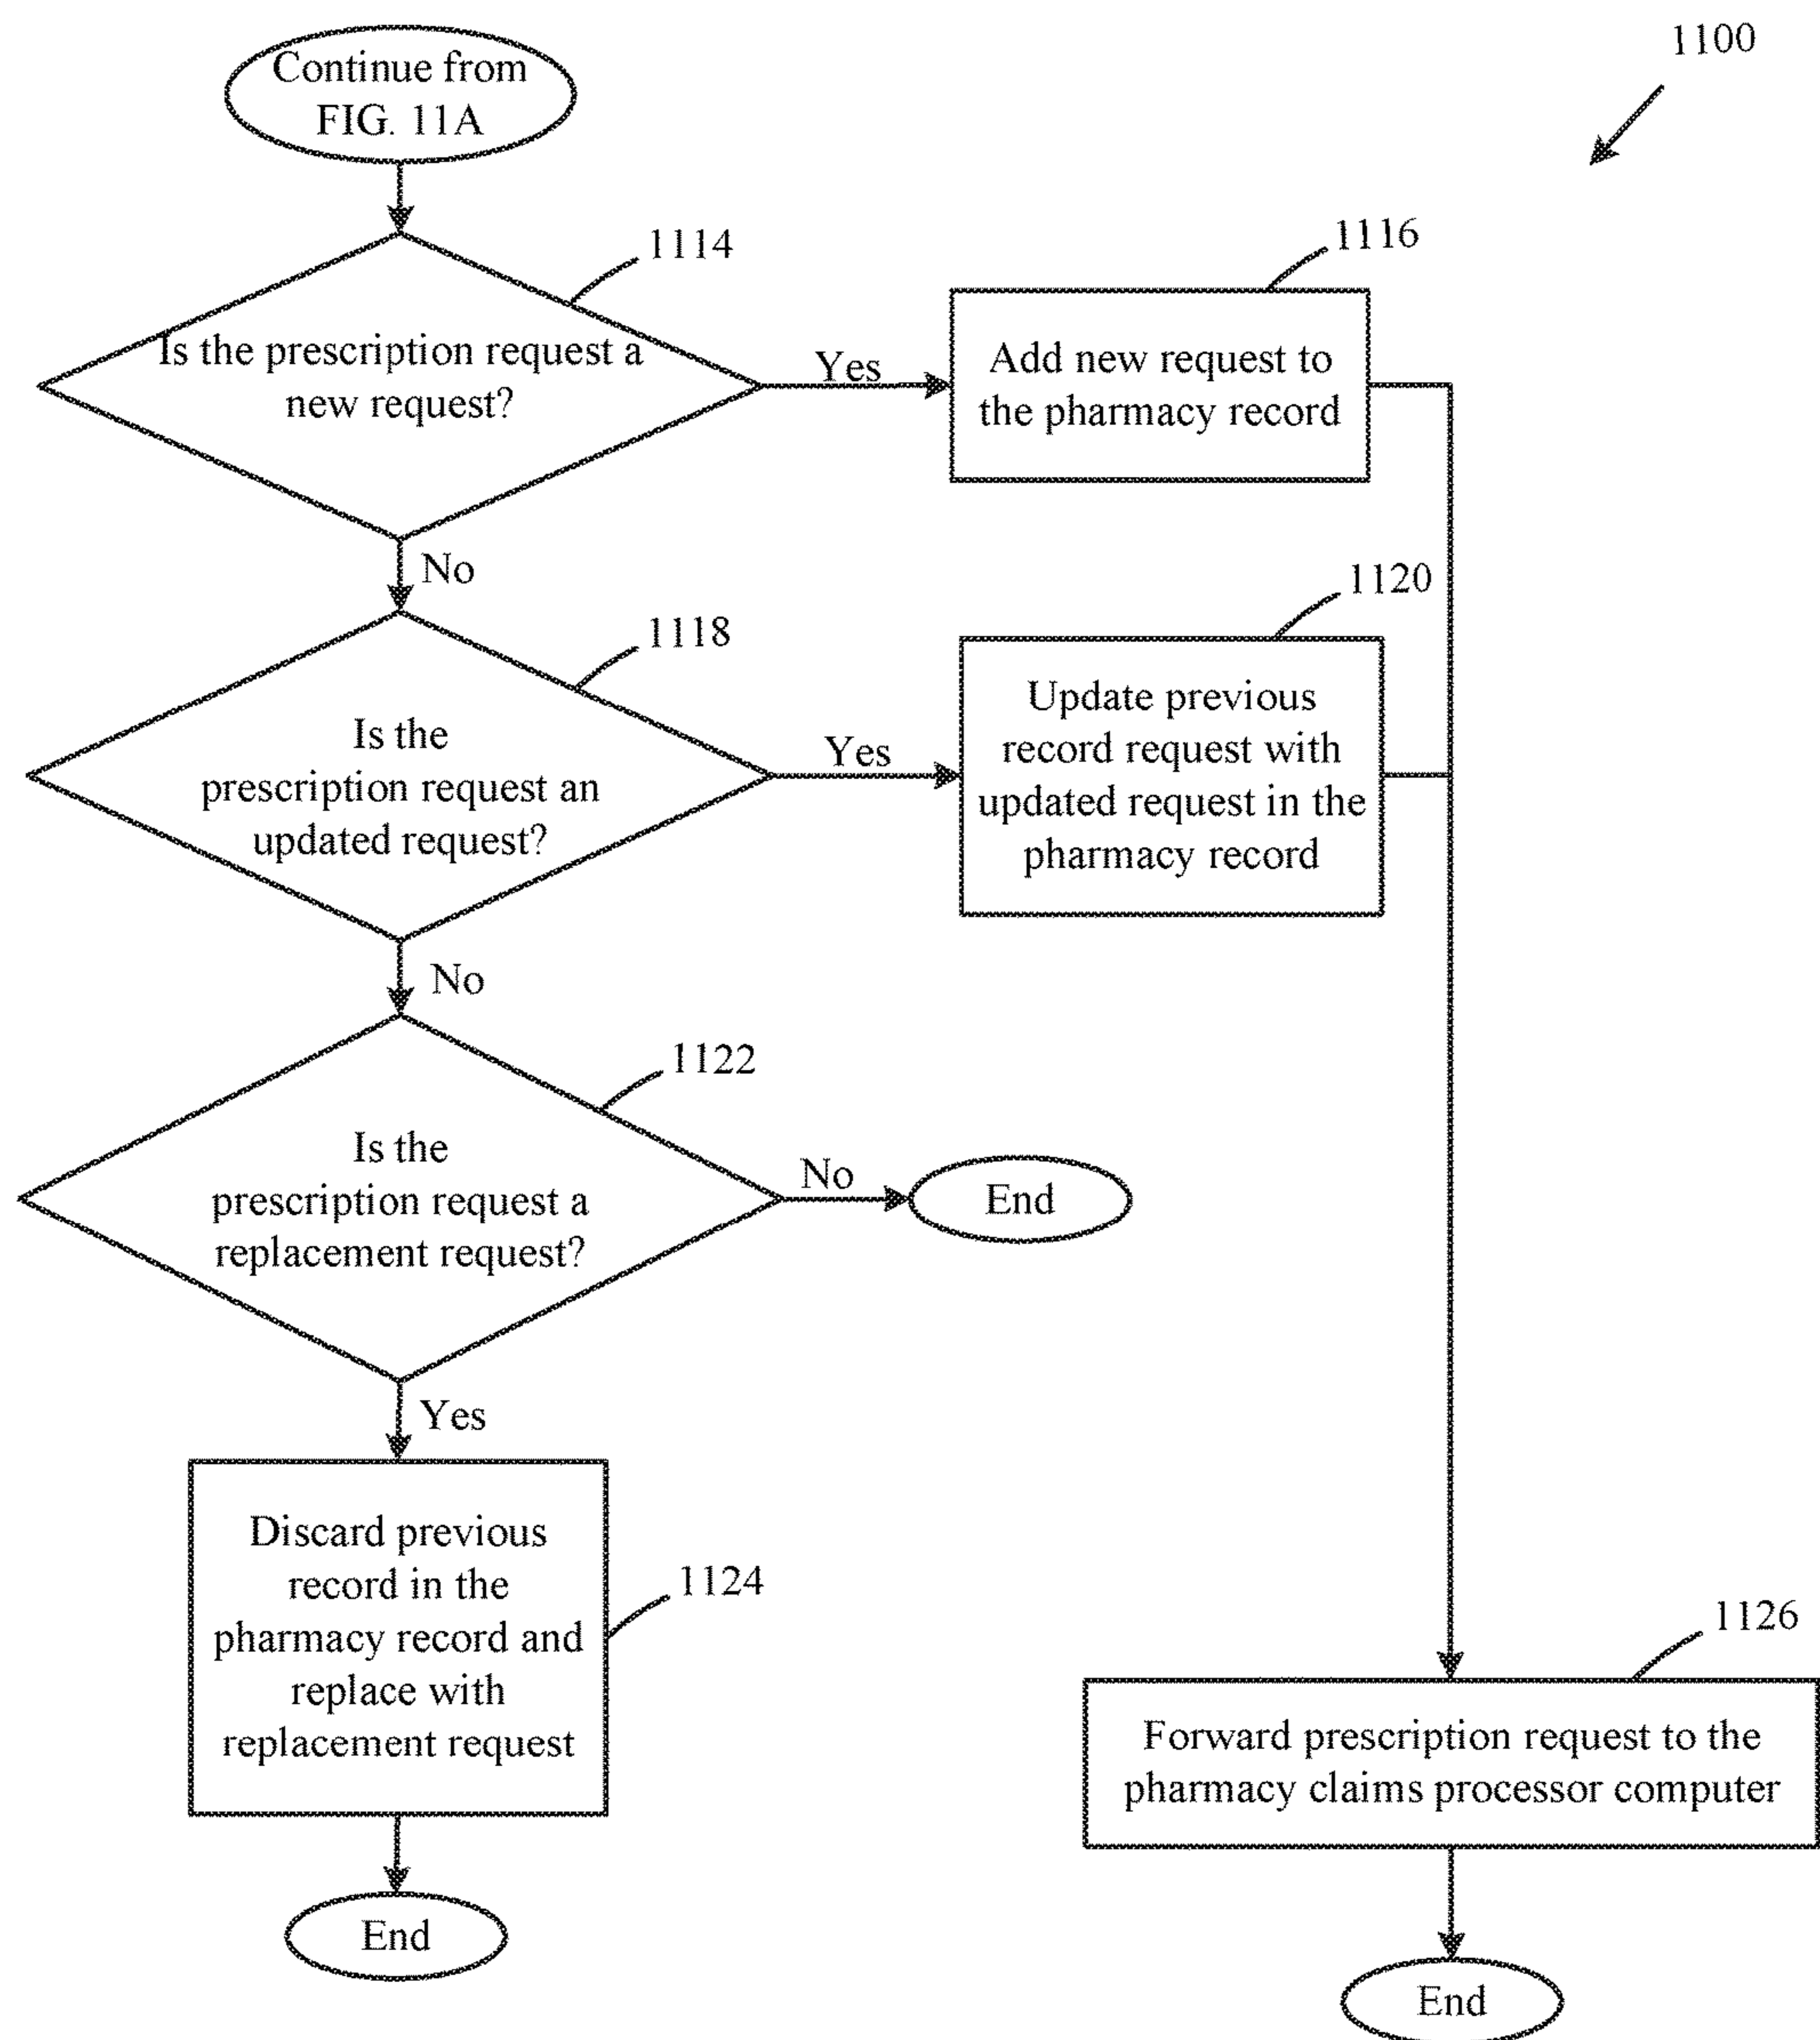 1100
Continue from
FIG. 11A
1114
Is the prescription request a
new request?
Yes
1116
Add new request to
the pharmacy record
No
1118
Is the
prescription request an
updated request?
Yes
1120
Update previous
record request with
updated request in the
pharmacy record
No
1122
Is the
prescription request a
replacement request?
No
End
Yes
1124
Discard previous
record in the
pharmacy record and
replace with
replacement request
End
1126
Forward prescription request to the
pharmacy claims processor computer
End